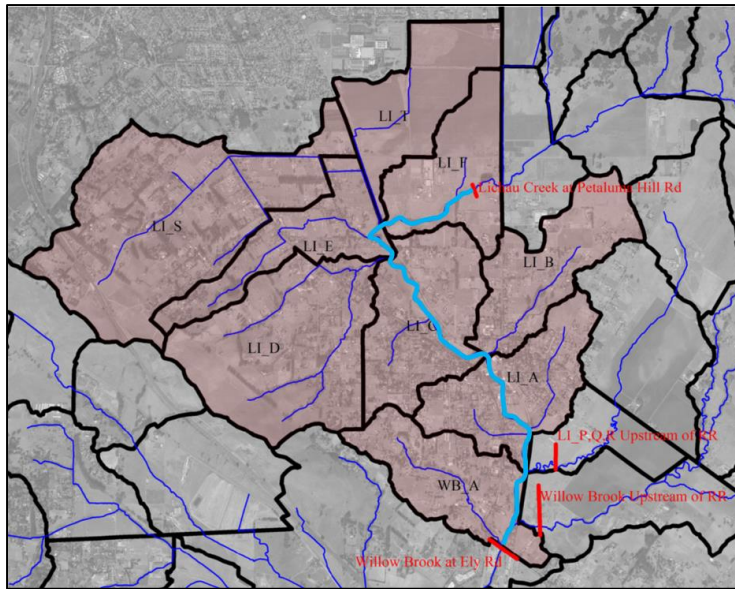 LI_T
LI_F
Lichau Creek at Petaluma Hill Rd
LI_S
LI_E
LI_B
LI_C
LI_D
LI_A
LI_P,Q,R Upstream of RR
WB_A
Willow Brook Upstream of RR
Willow Brook at Ely Rd